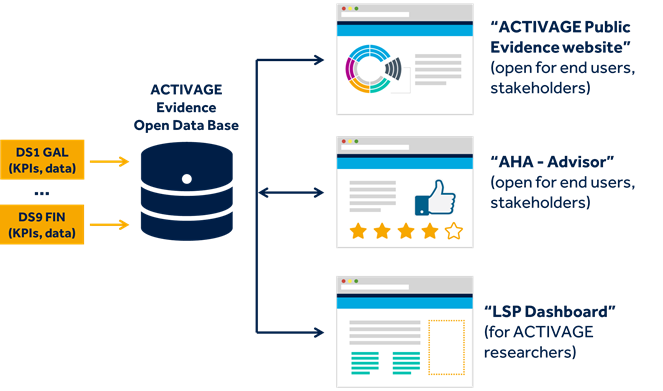 ACTIVAGE
Evidence
Open Data Base
DS1 GAL
(KPIs, data)
...
DS9 FIN
(KPIs, data)
“ACTIVAGE Public
Evidence website”
(open for end users,
stakeholders)
“AHA - Advisor”
(open for end users,
stakeholders)
“LSP Dashboard”
(for ACTIVAGE
researchers)